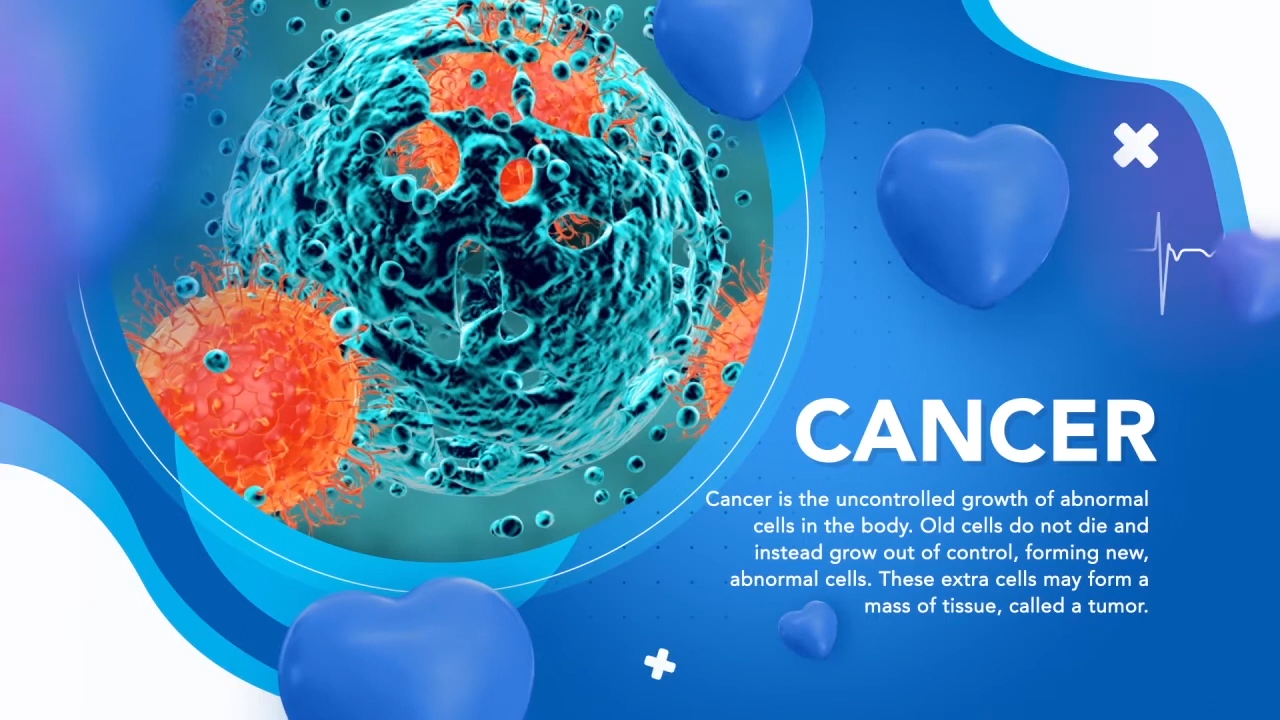 CANCER
Cancer is the uncontrolled growth of abnormal
cells in the body. Old cells do not die and
instead grow out of control, forming new,
abnormal cells. These extra cells may form a
mass of tissue, called a tumor.